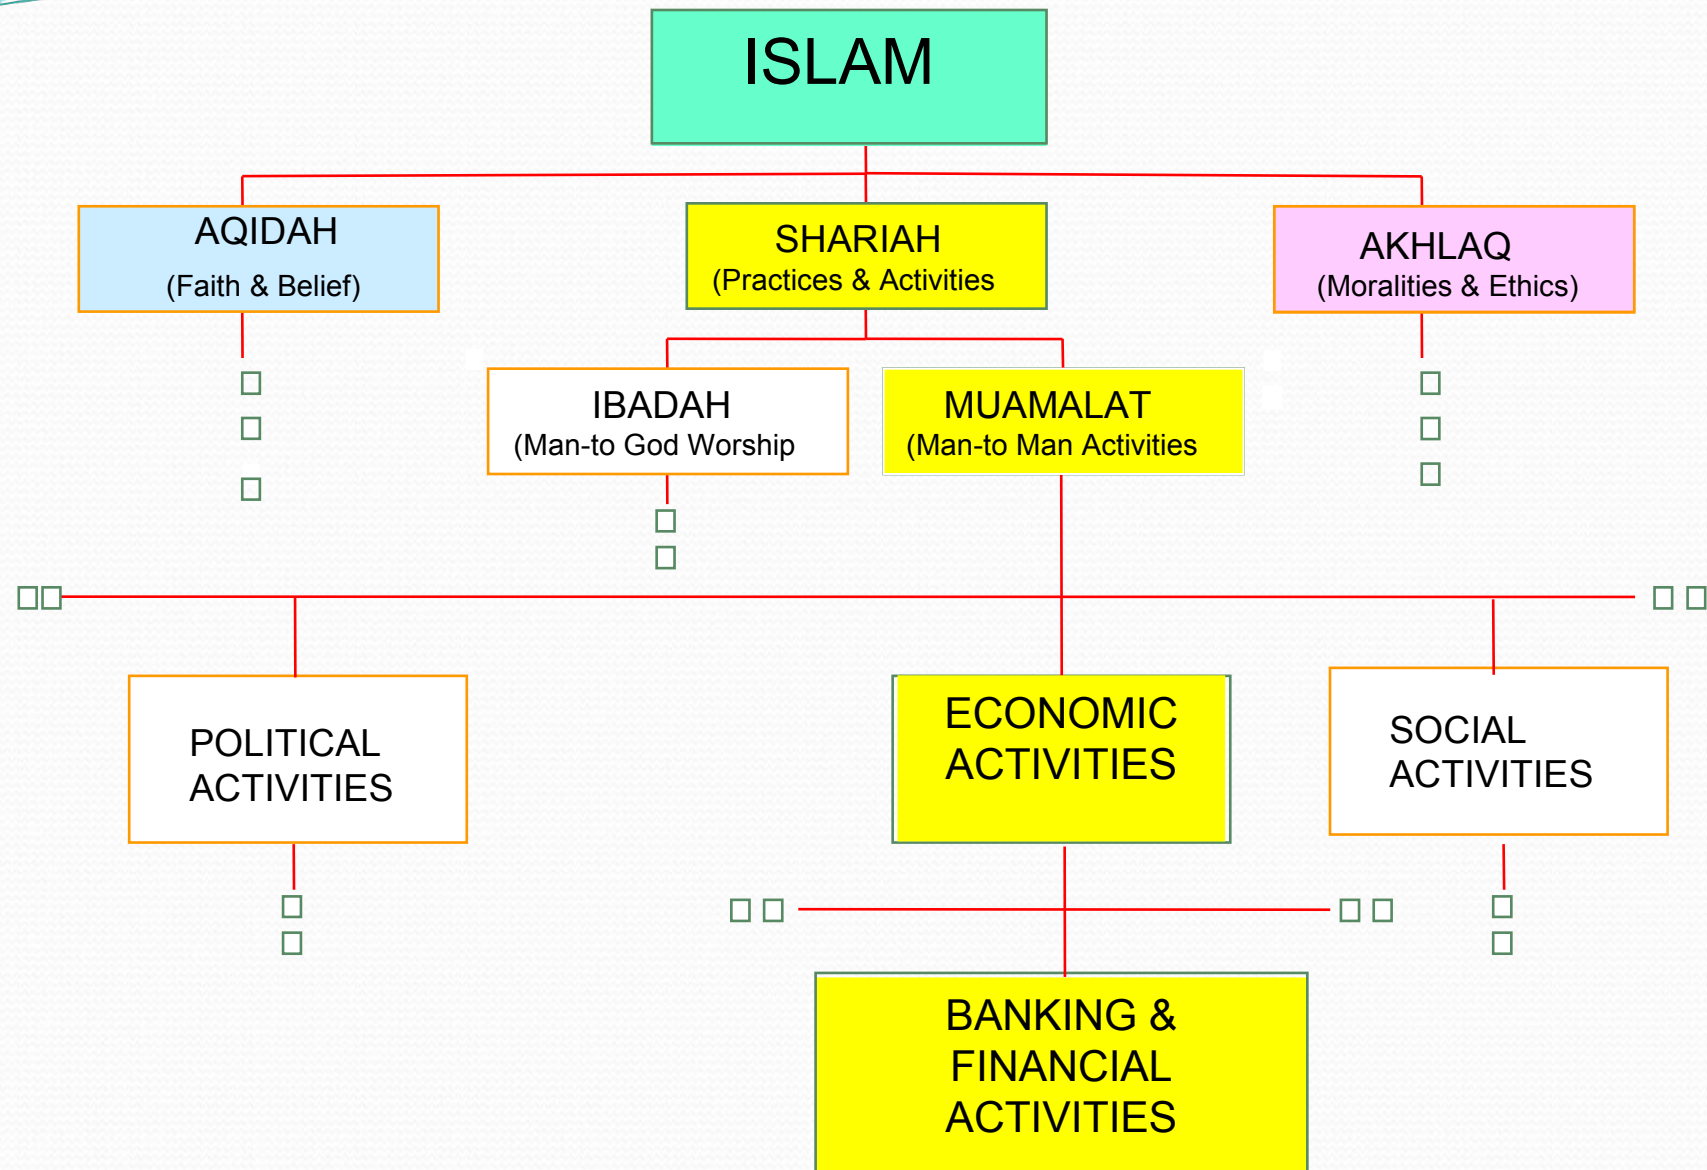 ISLAM
AQIDAH
(Faith & Belief)
SHARIAH
(Practices & Activities
AKHLAQ
(Moralities & Ethics)
IBADAH
(Man-to God Worship
MUAMALAT
(Man-to Man Activities
POLITICAL
ACTIVITIES
ECONOMIC
ACTIVITIES
SOCIAL
ACTIVITIES
BANKING &
FINANCIAL
ACTIVITIES